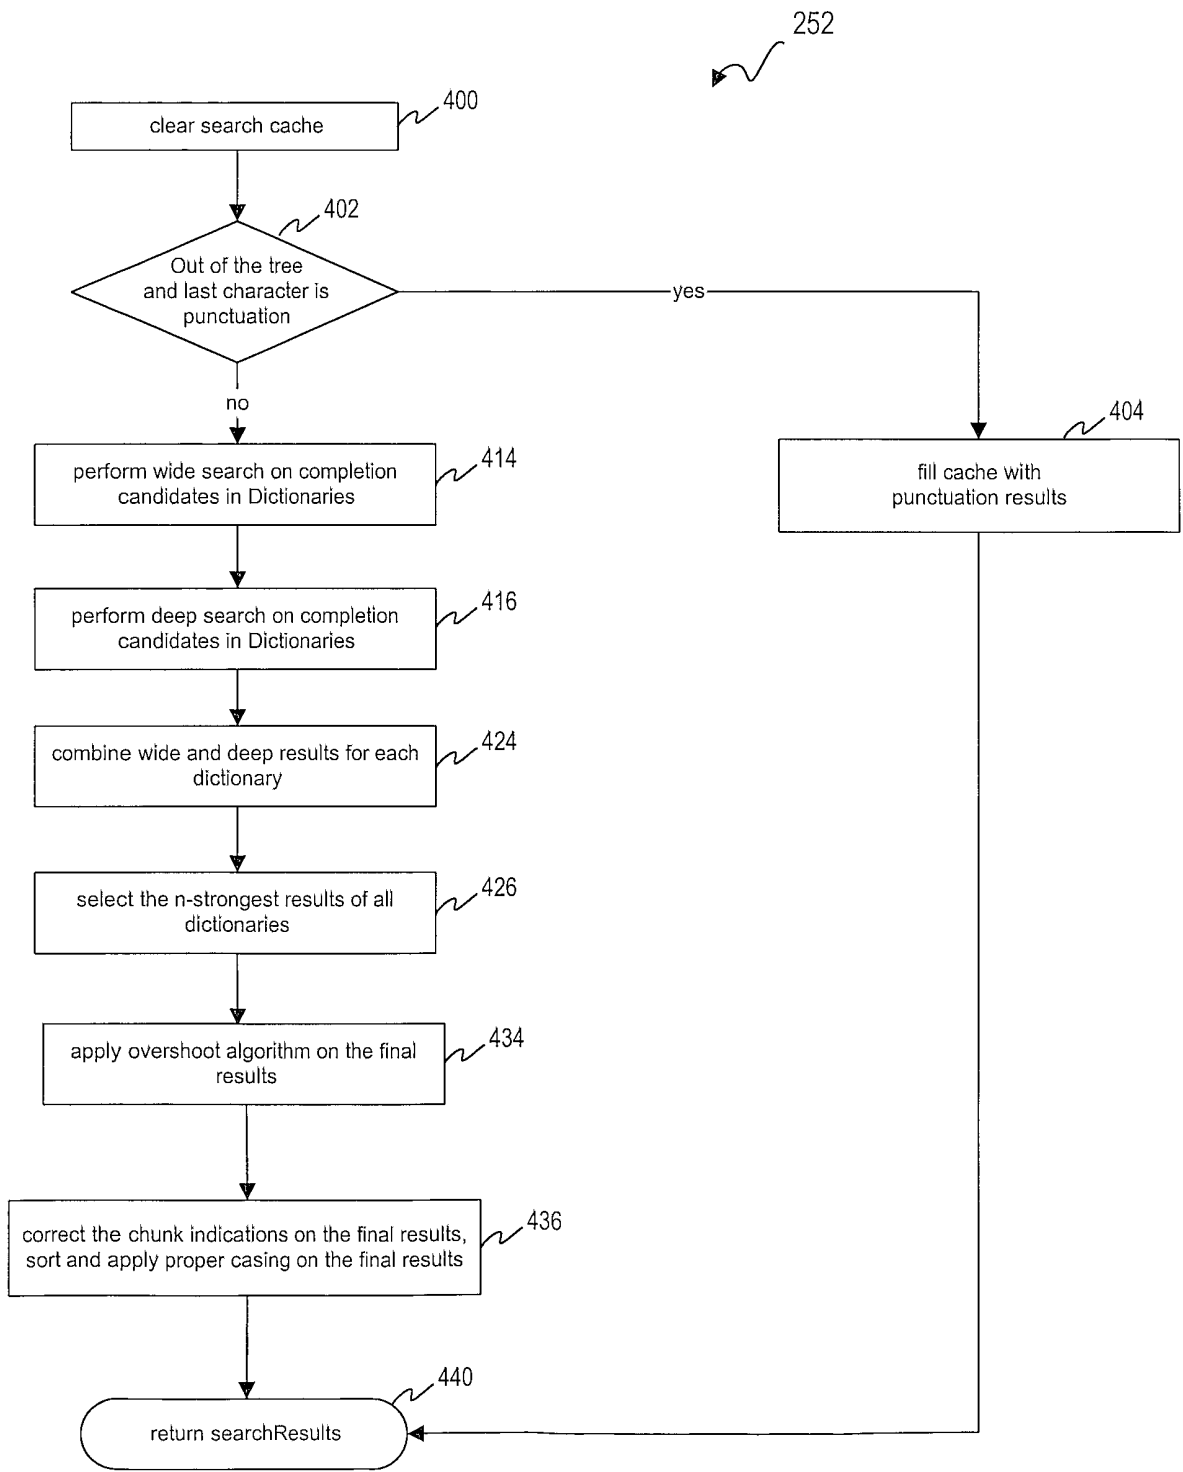 252
400
clear search cache
402
Out of the tree
and last character is
punctuation
yes
no
404
fill cache with
punctuation results
414
perform wide search on completion
candidates in Dictionaries
416
perform deep search on completion
candidates in Dictionaries
424
combine wide and deep results for each
dictionary
426
select the n-strongest results of all
dictionaries
434
apply overshoot algorithm on the final
results
436
correct the chunk indications on the final results,
sort and apply proper casing on the final results
440
return searchResults